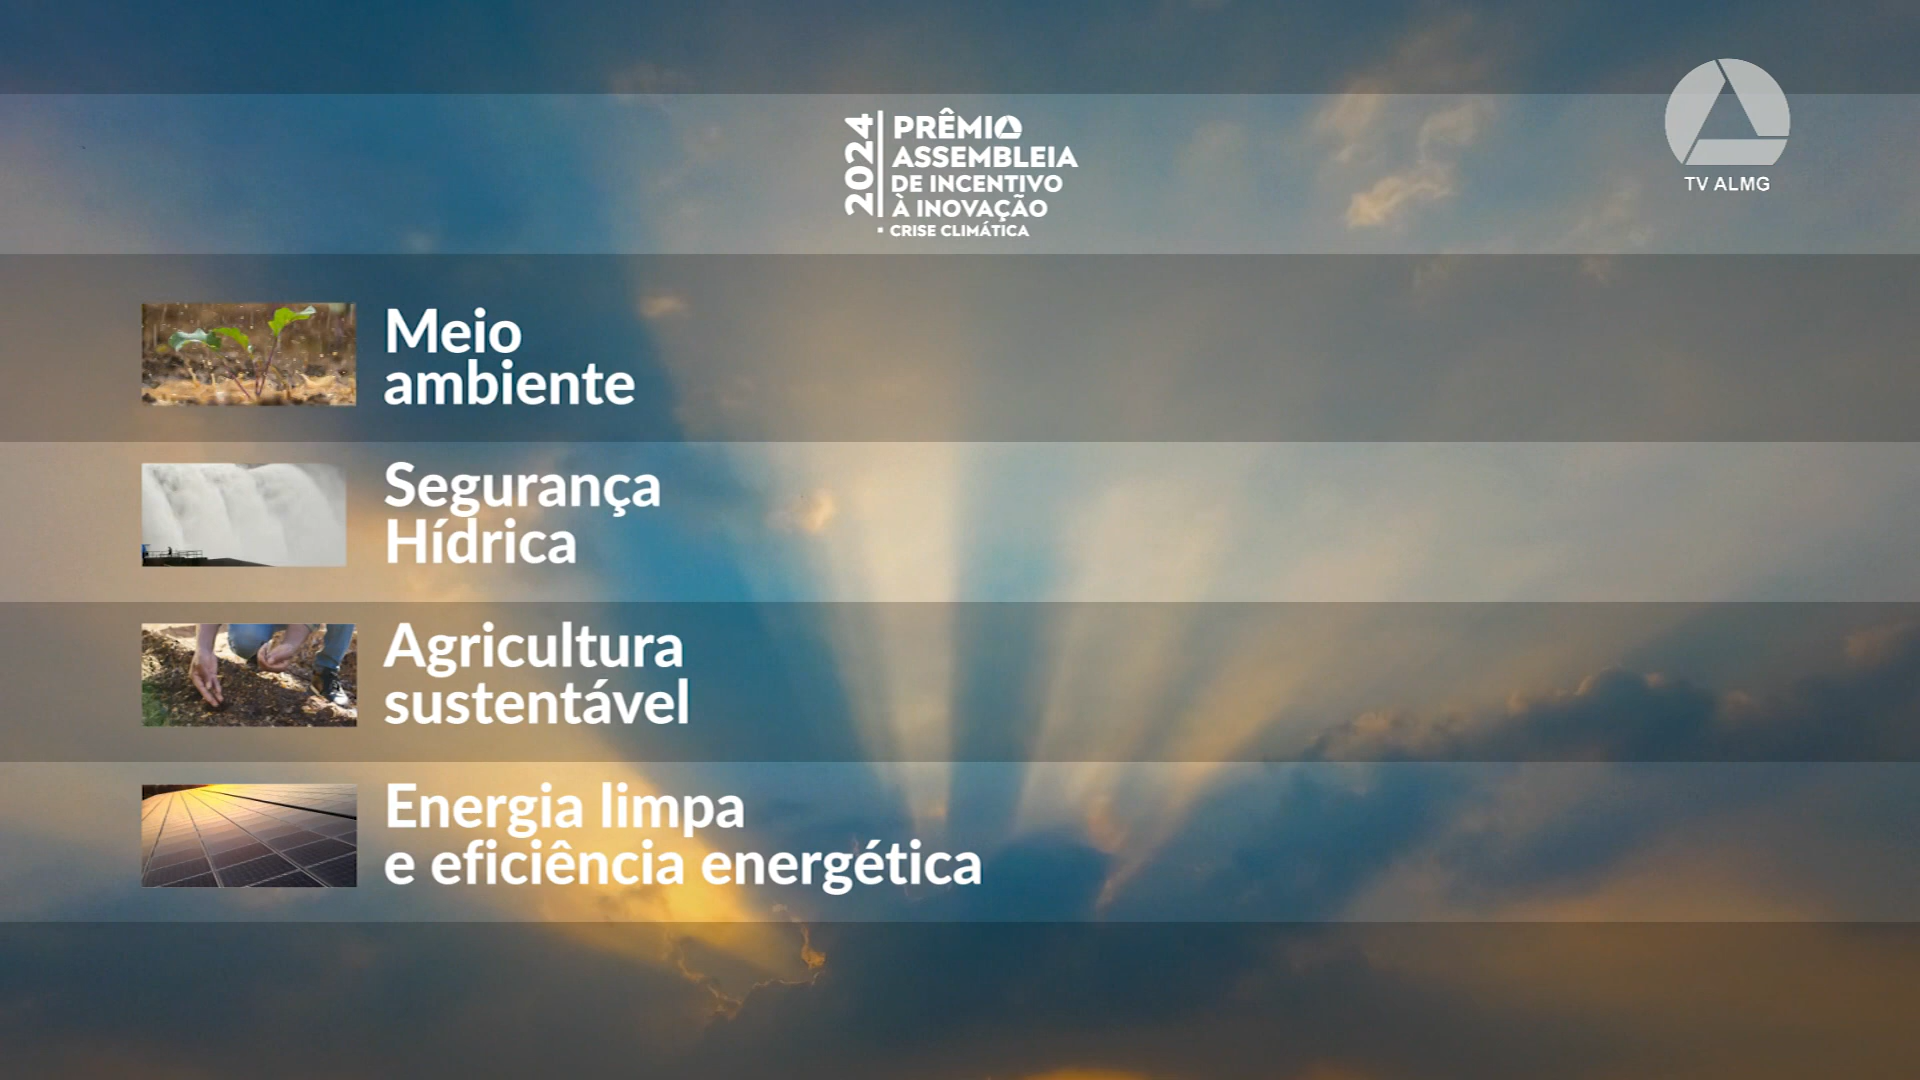 2024
PRÊMIO
ASSEMBLEIA
DE INCENTIVO
À INOVAÇÃO
CRISE CLIMÁTICA
TV ALMG
Meio
ambiente
Segurança
Hídrica
Agricultura
sustentável
Energia limpa
e eficiência energética